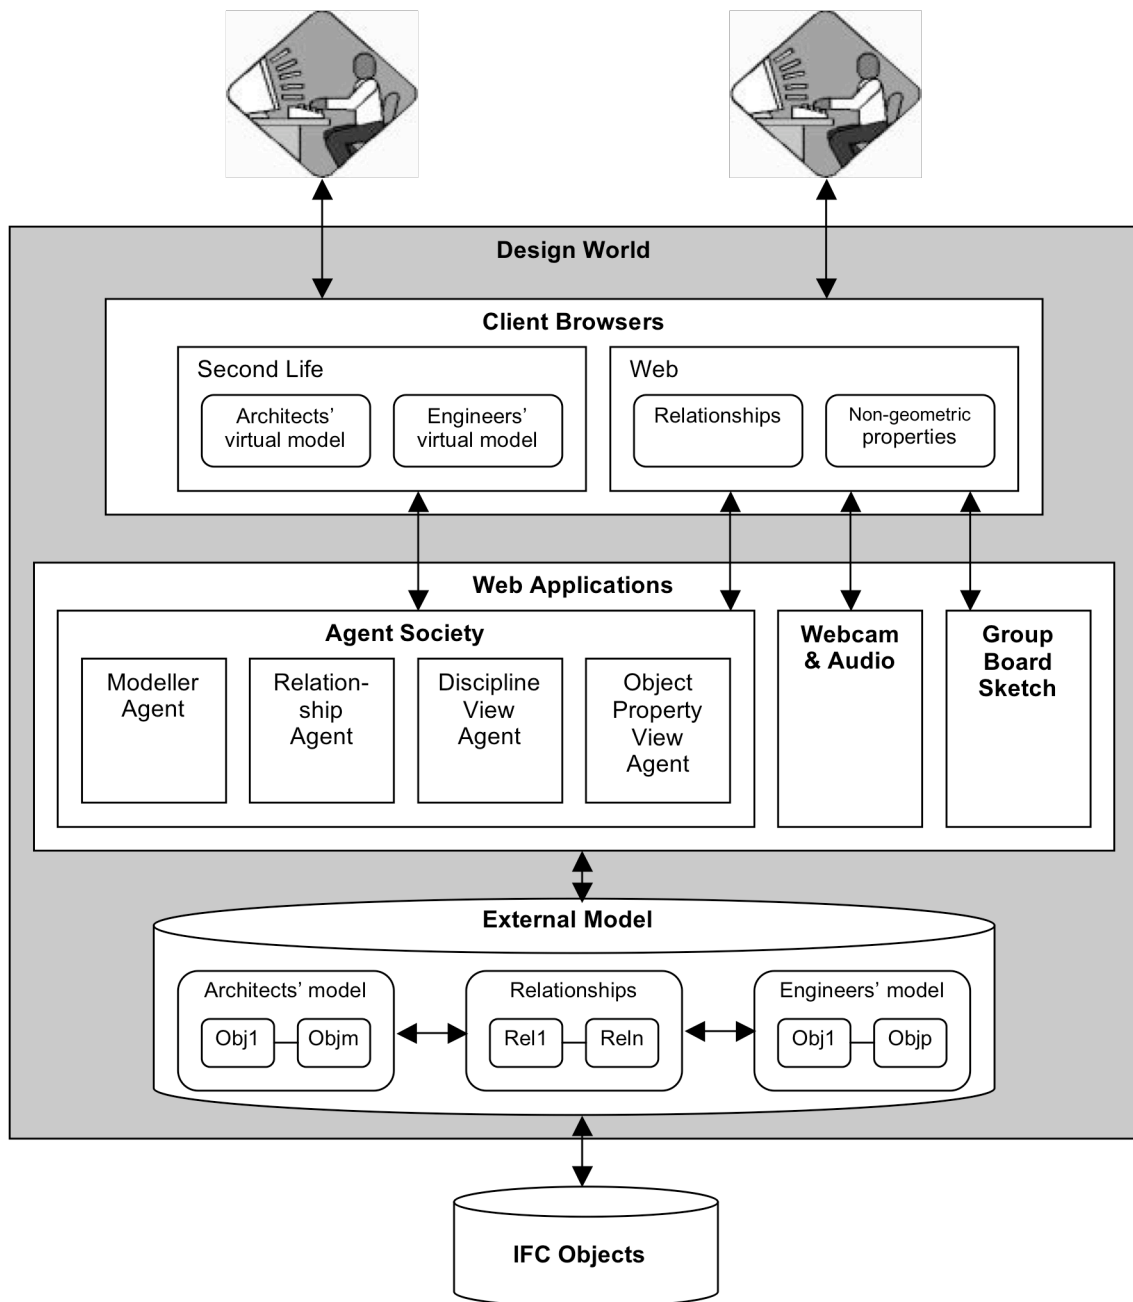 Design World
Client Browsers
Second Life
Architects’
virtual model
Engineers’
virtual model
Web
Relationships
Non-geometric
properties
Web Applications
Agent Society
Modeller
Agent
Relation-
ship
Agent
Discipline
View
Agent
Object
Property
View
Agent
Webcam
& Audio
Group
Board
Sketch
External Model
Architects’ model
Obj1
Objm
Relationships
Rel1
Reln
Engineers’ model
Obj1
Objp
IFC Objects